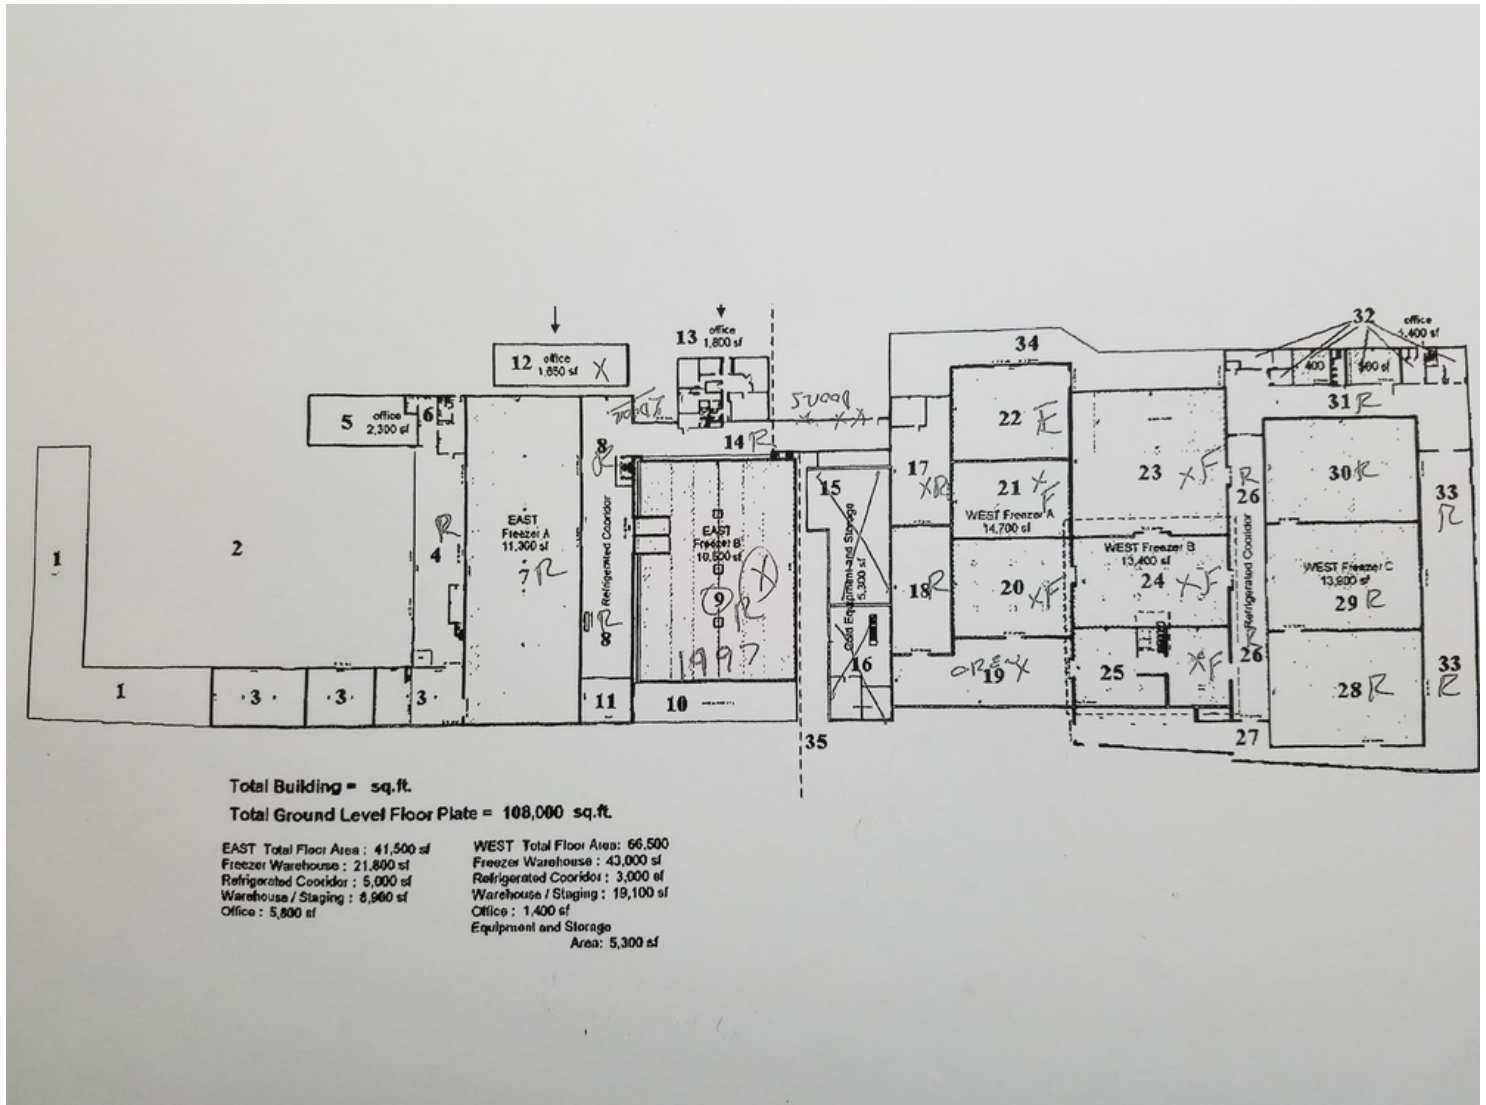 32
office
1,400 sf
13 office
1,800 sf
34
12 office
1,650 sf X
400
500 sf
31 R
5 office
2,300 sf
6
5
DOORS
X X X
22 F
8
R
14 R
17
X R
21 X
F
WEST Freezer A
14,700 sf
23 X F
R
26
30 R
33
R
15
1
2
R
4
EAST
Freezer A
11,300 sf
7 R
Refrigerated Cooridor
EAST
Freezer B
10,500 sf
X
9
R
1997
Cold Equipment and Storage
5,300 sf
18 R
20 X F
WEST Freezer B
13,400 sf
24 X F
Refrigerated Cooridor
WEST Freezer C
13,900 sf
29 R
R
8
16
OPEN X
19
25
X F
R
26
28 R
33
R
1
3
3
3
11
10
35
27
Total Building = sq.ft.
Total Ground Level Floor Plate = 108,000 sq.ft.
EAST Total Floor Area : 41,500 sf
Freezer Warehouse : 21,800 sf
Refrigerated Cooridor : 5,000 sf
Warehouse / Staging : 8,900 sf
Office : 5,800 sf
WEST Total Floor Area: 66,500
Freezer Warehouse : 43,000 sf
Refrigerated Cooridor : 3,000 sf
Warehouse / Staging : 19,100 sf
Office : 1,400 sf
Equipment and Storage
Area: 5,300 sf